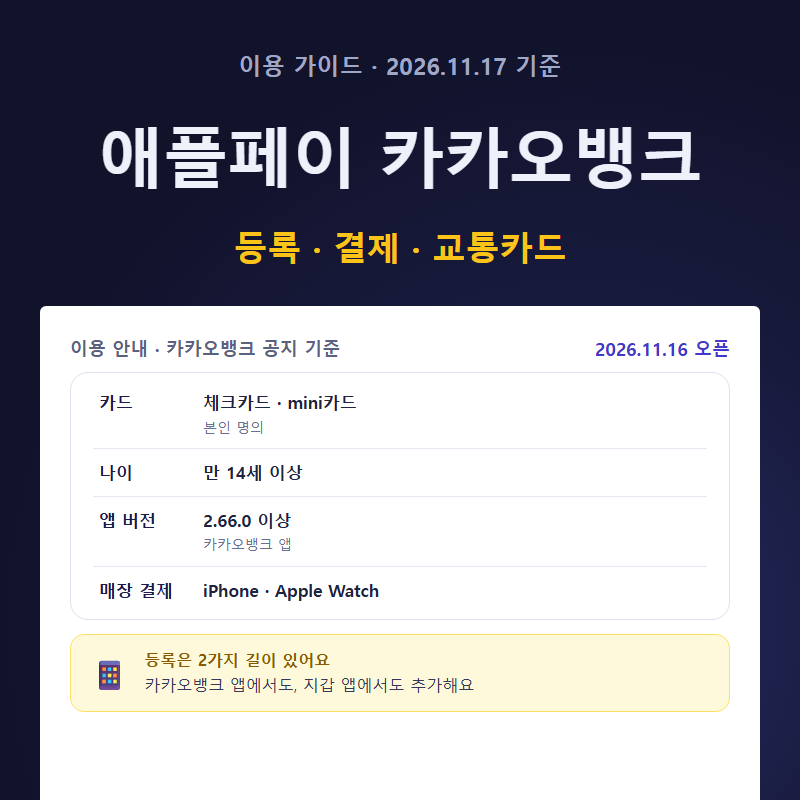 이용 가이드 · 2026.11.17 기준
애플페이 카카오뱅크
등록 · 결제 · 교통카드
이용 안내 · 카카오뱅크 공지 기준
2026.11.16 오픈
카드
체크카드 · mini카드
본인 명의
나이
만 14세 이상
앱 버전
2.66.0 이상
카카오뱅크 앱
매장 결제
iPhone · Apple Watch
등록은 2가지 길이 있어요
카카오뱅크 앱에서도, 지갑 앱에서도 추가해요